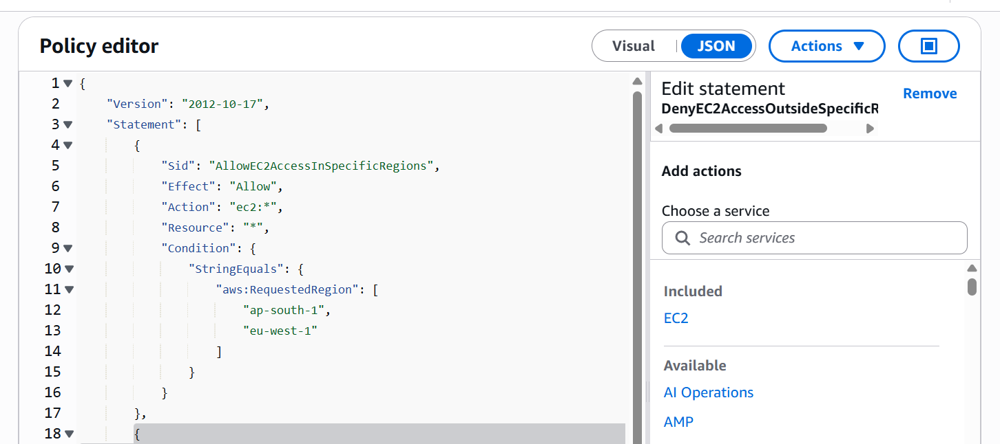 Policy editor
Visual
JSON
Actions
1 {
2 "Version": "2012-10-17",
3 "Statement": [
4 {
5 "Sid": "AllowEC2AccessInSpecificRegions",
6 "Effect": "Allow",
7 "Action": "ec2:*",
8 "Resource": "*",
9 "Condition": {
10 "StringEquals": {
11 "aws:RequestedRegion": [
12 "ap-south-1",
13 "eu-west-1"
14 ]
15 }
16 }
17 },
18 {
Edit statement
Remove
DenyEC2AccessOutsideSpecificR
Add actions
Choose a service
Search services
Included
EC2
Available
AI Operations
AMP